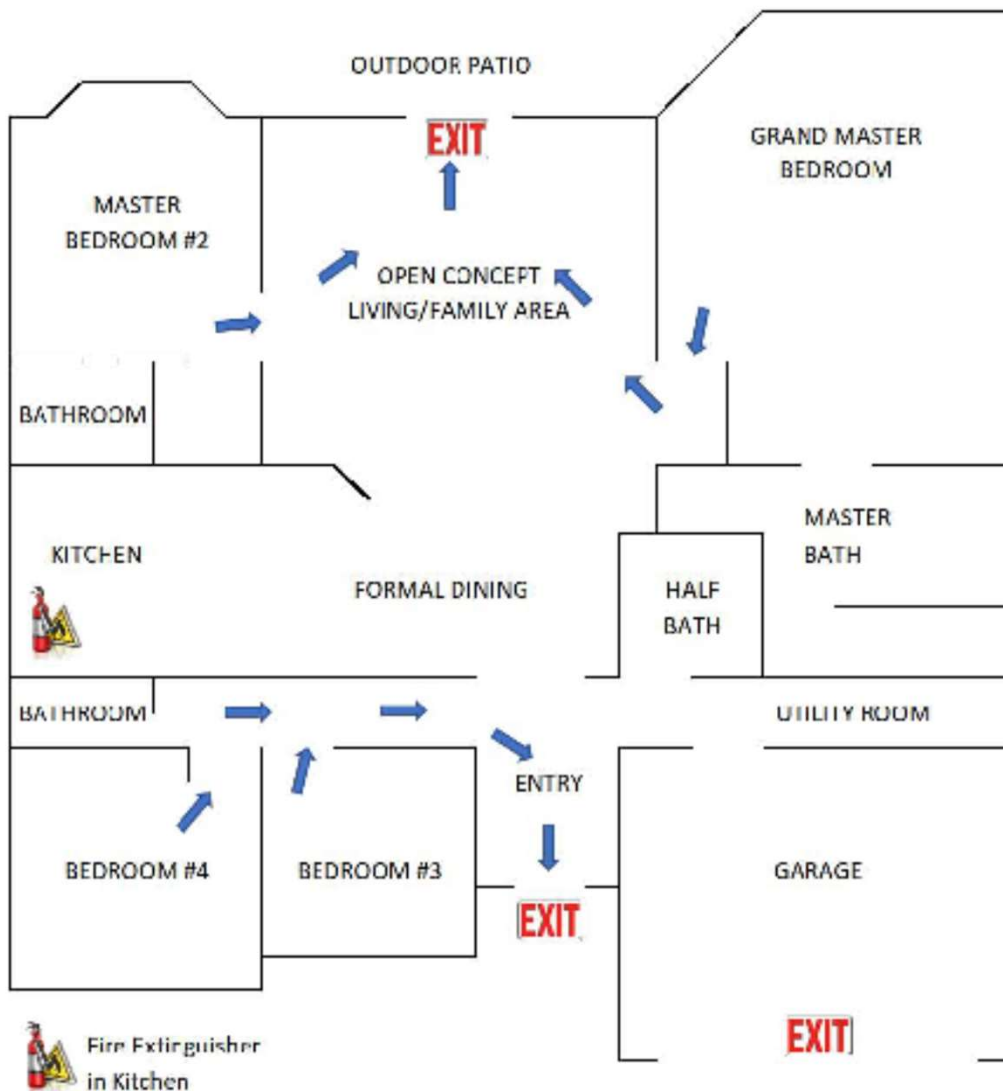 OUTDOOR PATIO
EXIT
GRAND MASTER
BEDROOM
MASTER
BEDROOM #2
OPEN CONCEPT
LIVING/FAMILY AREA
BATHROOM
KITCHEN
FORMAL DINING
HALF
BATH
MASTER
BATH
BATHROOM
UTILITY ROOM
ENTRY
BEDROOM #4
BEDROOM #3
GARAGE
EXIT
EXIT
Fire Extinguisher
in Kitchen